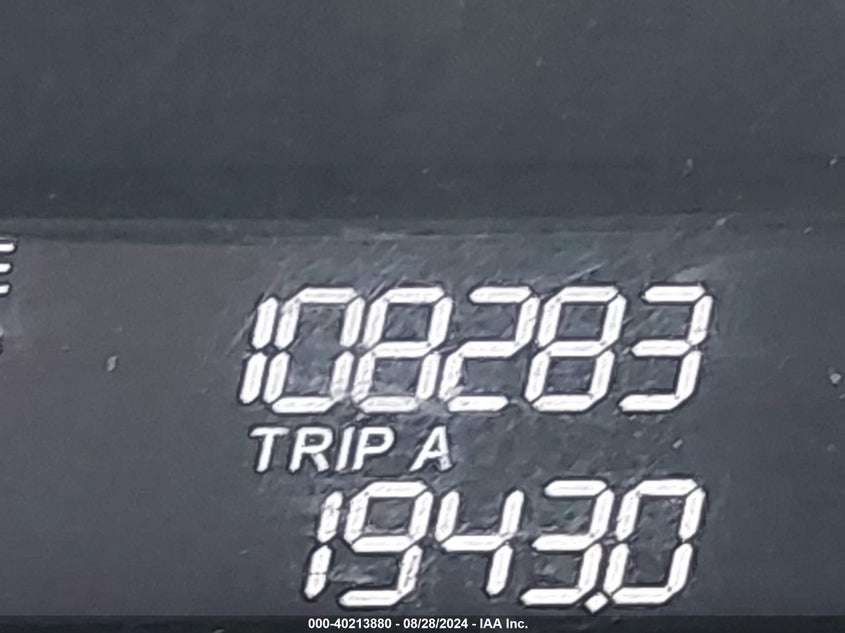 E
108283
TRIP A
1943.0
000-40213880 - 08/28/2024 - IAA Inc.